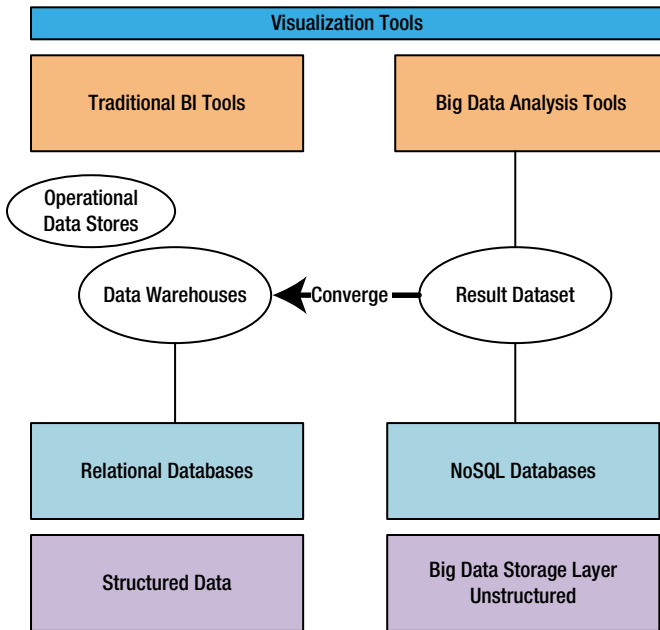 Visualization Tools
Traditional BI Tools
Big Data Analysis Tools
Operational
Data Stores
Data Warehouses
Converge
Result Dataset
Relational Databases
NoSQL Databases
Structured Data
Big Data Storage Layer
Unstructured